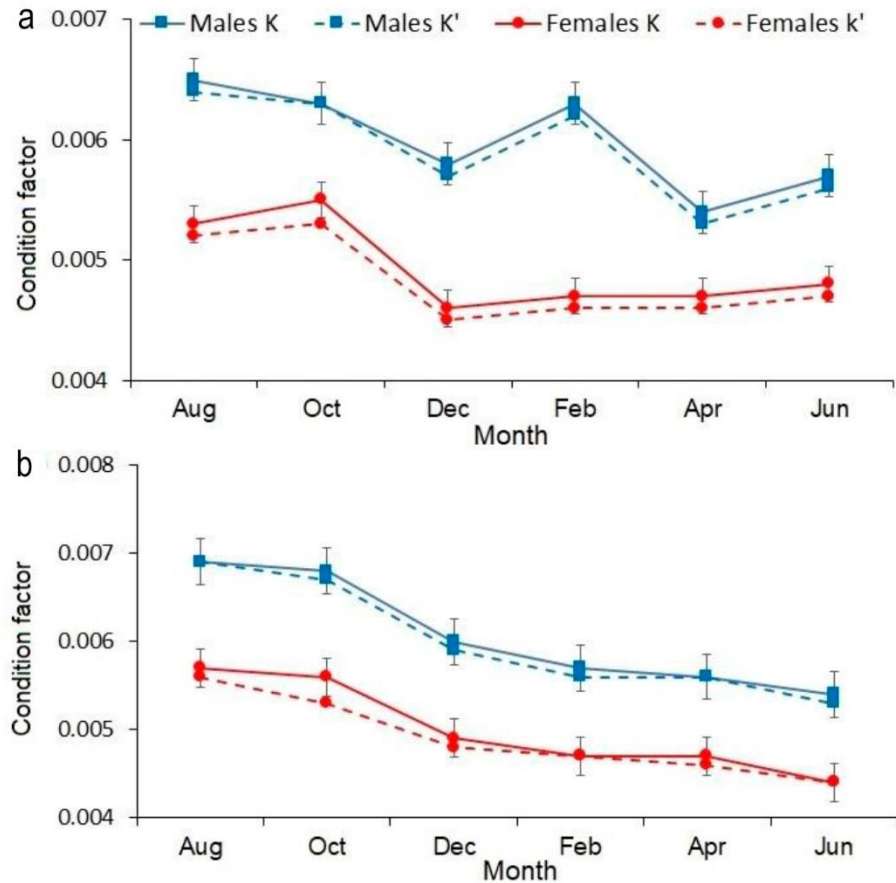 a
0.007
Males K
Males K'
Females K
Females k'
0.006
0.005
0.004
Condition factor
Aug
Oct
Dec
Feb
Apr
Jun
Month
b
0.008
0.007
0.006
0.005
0.004
Condition factor
Aug
Oct
Dec
Feb
Apr
Jun
Month